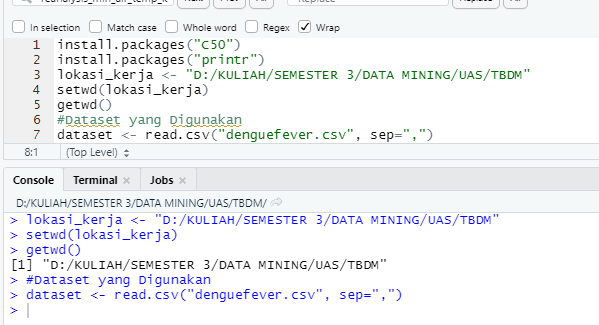 In selection Match case Whole word Regex Wrap
1 install.packages("C50")
2 install.packages("printr")
3 lokasi_kerja <- "D:/KULIAH/SEMESTER 3/DATA MINING/UAS/TBDM"
4 setwd(lokasi_kerja)
5 getwd()
6 #Dataset yang Digunakan
7 dataset <- read.csv("denguefever.csv", sep=",")
8:1 (Top Level)
Console Terminal Jobs
D:/KULIAH/SEMESTER 3/DATA MINING/UAS/TBDM/
> lokasi_kerja <- "D:/KULIAH/SEMESTER 3/DATA MINING/UAS/TBDM"
> setwd(lokasi_kerja)
> getwd()
[1] "D:/KULIAH/SEMESTER 3/DATA MINING/UAS/TBDM"
> #Dataset yang Digunakan
> dataset <- read.csv("denguefever.csv", sep=",")
>